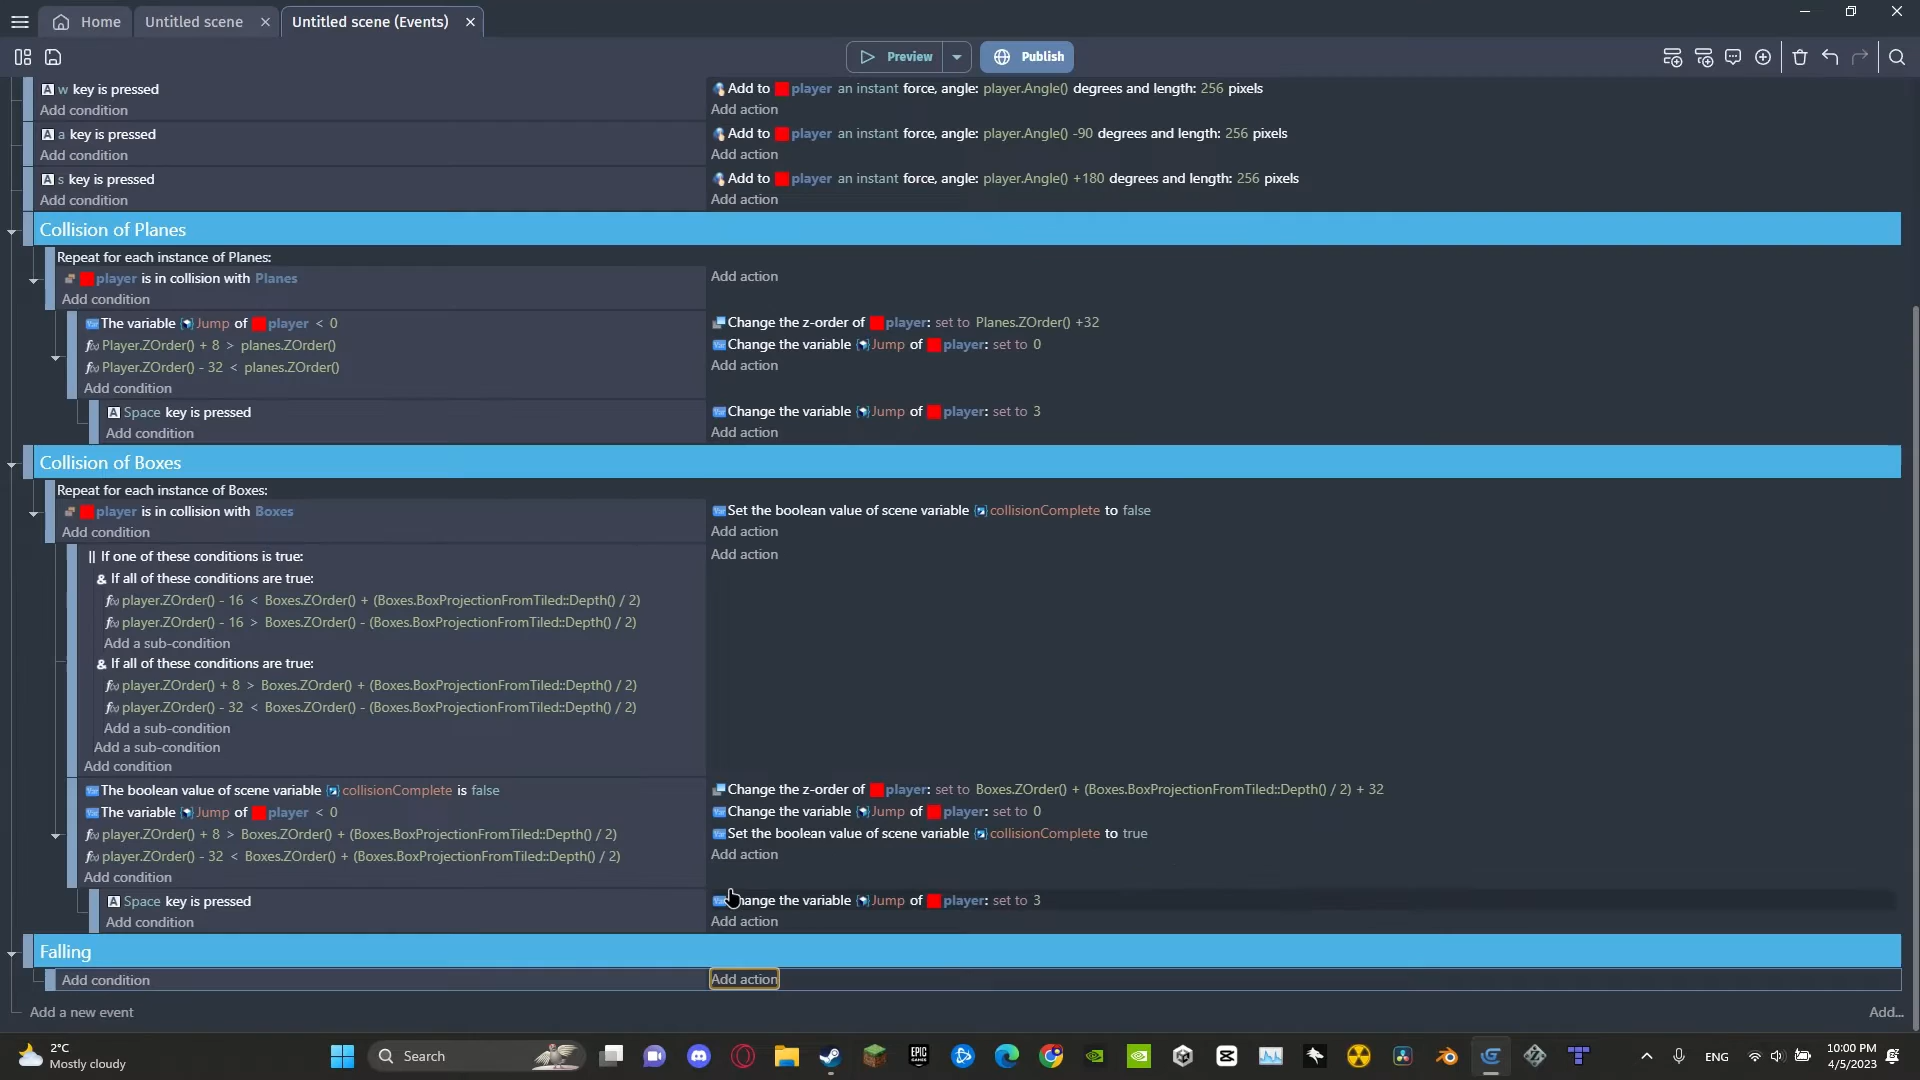 Home
Untitled scene
Untitled scene (Events)
Preview
Publish
w key is pressed
Add to player an instant force, angle: player.Angle() degrees and length: 256 pixels
Add condition
Add action
a key is pressed
Add to player an instant force, angle: player.Angle() -90 degrees and length: 256 pixels
Add condition
Add action
s key is pressed
Add to player an instant force, angle: player.Angle() +180 degrees and length: 256 pixels
Add condition
Add action
Collision of Planes
Repeat for each instance of Planes:
player is in collision with Planes
Add action
Add condition
The variable Jump of player < 0
Change the z-order of player: set to Planes.ZOrder() +32
Player.ZOrder() + 8 > planes.ZOrder()
Change the variable Jump of player: set to 0
Player.ZOrder() - 32 < planes.ZOrder()
Add action
Add condition
Space key is pressed
Change the variable Jump of player: set to 3
Add condition
Add action
Collision of Boxes
Repeat for each instance of Boxes:
player is in collision with Boxes
Set the boolean value of scene variable collisionComplete to false
Add condition
Add action
|| If one of these conditions is true:
Add action
& If all of these conditions are true:
player.ZOrder() - 16 < Boxes.ZOrder() + (Boxes.BoxProjectionFromTiled::Depth() / 2)
player.ZOrder() - 16 > Boxes.ZOrder() - (Boxes.BoxProjectionFromTiled::Depth() / 2)
Add a sub-condition
& If all of these conditions are true:
player.ZOrder() + 8 > Boxes.ZOrder() + (Boxes.BoxProjectionFromTiled::Depth() / 2)
player.ZOrder() - 32 < Boxes.ZOrder() - (Boxes.BoxProjectionFromTiled::Depth() / 2)
Add a sub-condition
Add a sub-condition
Add condition
The boolean value of scene variable collisionComplete is false
Change the z-order of player: set to Boxes.ZOrder() + (Boxes.BoxProjectionFromTiled::Depth() / 2) + 32
The variable Jump of player < 0
Change the variable Jump of player: set to 0
player.ZOrder() + 8 > Boxes.ZOrder() + (Boxes.BoxProjectionFromTiled::Depth() / 2)
Set the boolean value of scene variable collisionComplete to true
player.ZOrder() - 32 < Boxes.ZOrder() + (Boxes.BoxProjectionFromTiled::Depth() / 2)
Add action
Add condition
Space key is pressed
hange the variable Jump of player: set to 3
Add condition
Add action
Falling
Add condition
Add action
Add a new event
Add...
2°C
Mostly cloudy
Search
EPIC GAMES
ENG
10:00 PM
4/5/2023